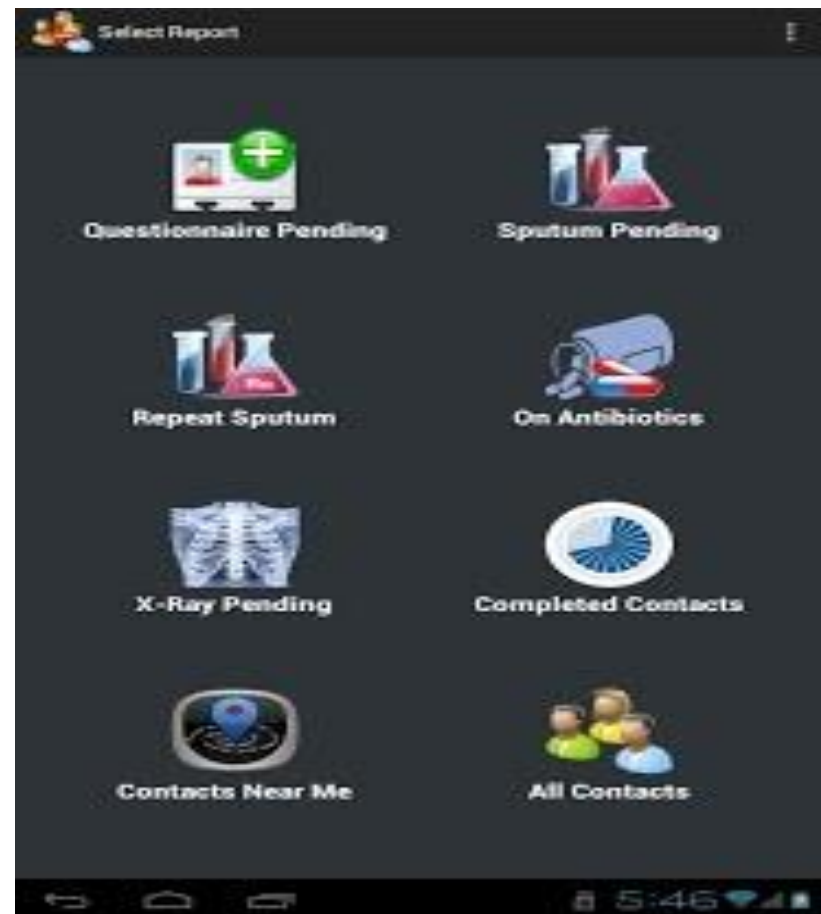 Select Report
Questionnaire Pending
Sputum Pending
Repeat Sputum
On Antibiotics
X-Ray Pending
Completed Contacts
Contacts Near Me
All Contacts
5:46